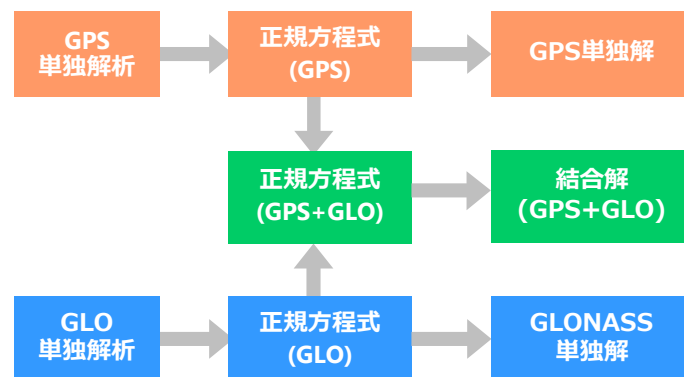 GPS
単独解析
正規方程式
(GPS)
GPS単独解
正規方程式
(GPS+GLO)
結合解
(GPS+GLO)
GLO
単独解析
正規方程式
(GLO)
GLONASS
単独解